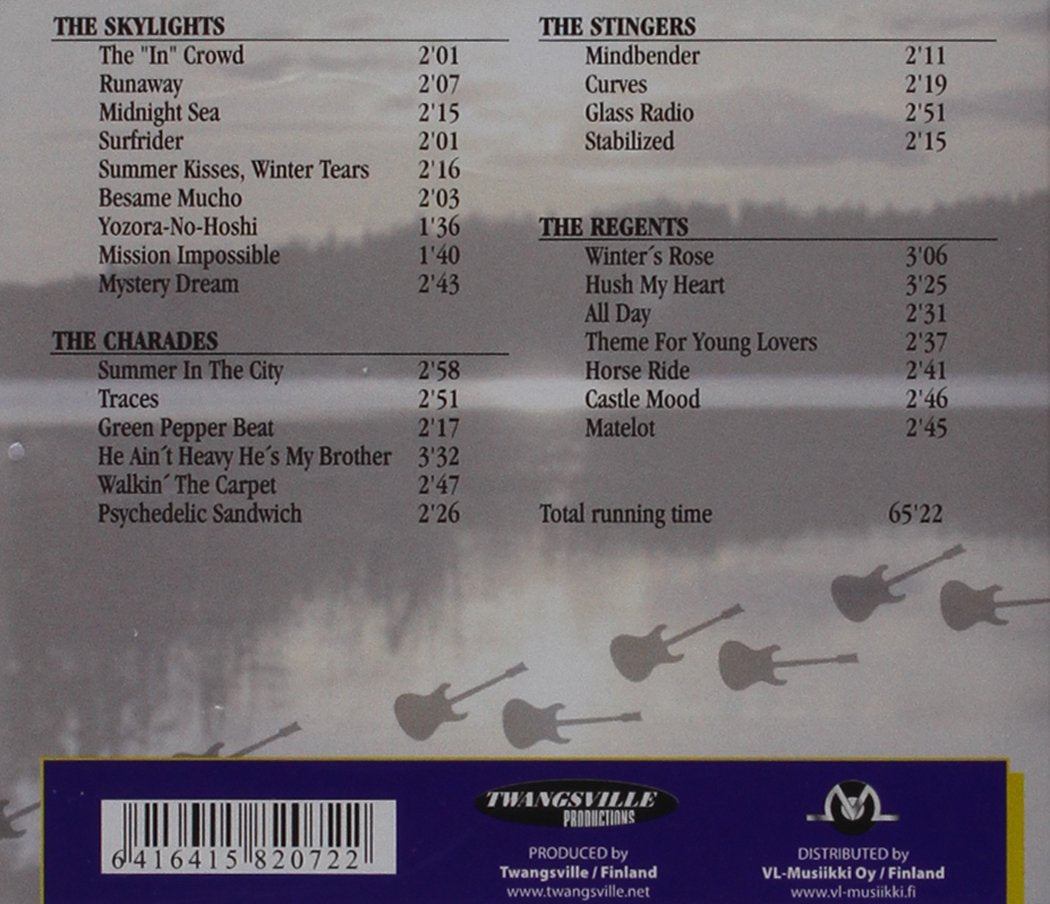 THE SKYLIGHTS
The "In" Crowd 2'01
Runaway 2'07
Midnight Sea 2'15
Surfrider 2'01
Summer Kisses, Winter Tears 2'16
Besame Mucho 2'03
Yozora-No-Hoshi 1'36
Mission Impossible 1'40
Mystery Dream 2'43
THE CHARADES
Summer In The City 2'58
Traces 2'51
Green Pepper Beat 2'17
He Ain´t Heavy He´s My Brother 3'32
Walkin´ The Carpet 2'47
Psychedelic Sandwich 2'26
THE STINGERS
Mindbender 2'11
Curves 2'19
Glass Radio 2'51
Stabilized 2'15
THE REGENTS
Winter´s Rose 3'06
Hush My Heart 3'25
All Day 2'31
Theme For Young Lovers 2'37
Horse Ride 2'41
Castle Mood 2'46
Matelot 2'45
Total running time 65'22
6 416415 820722
TWANGSVILLE
PRODUCTIONS
PRODUCED by
Twangsville / Finland
www.twangsville.net
DISTRIBUTED by
VL-Musiikki Oy / Finland
www.vl-musiikki.fi